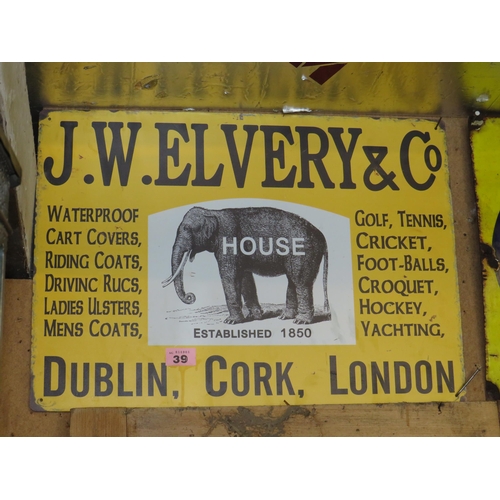 J.W.ELVERY & Co
WATERPROOF
CART COVERS,
RIDING COATS,
DRIVINC RUCS,
LADIES ULSTERS,
MENS COATS,
HOUSE
ESTABLISHED 1850
GOLF, TENNIS,
CRICKET,
FOOT-BALLS,
CROQUET,
HOCKEY,
YACHTING,
39
DUBLIN, CORK, LONDON